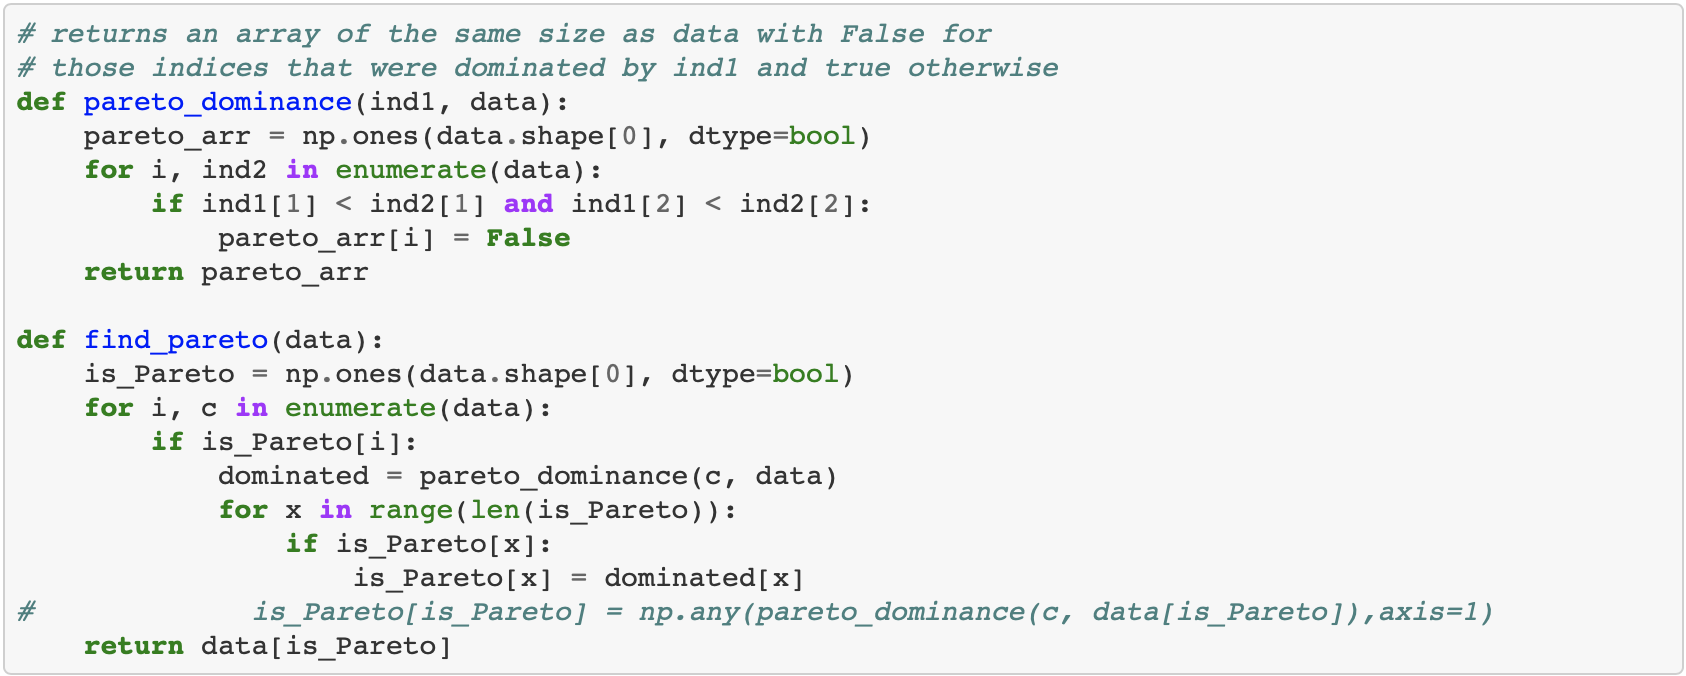 # returns an array of the same size as data with False for
# those indices that were dominated by ind1 and true otherwise
def pareto_dominance(ind1, data):
    pareto_arr = np.ones(data.shape[0], dtype=bool)
    for i, ind2 in enumerate(data):
        if ind1[1] < ind2[1] and ind1[2] < ind2[2]:
            pareto_arr[i] = False
    return pareto_arr

def find_pareto(data):
    is_Pareto = np.ones(data.shape[0], dtype=bool)
    for i, c in enumerate(data):
        if is_Pareto[i]:
            dominated = pareto_dominance(c, data)
            for x in range(len(is_Pareto)):
                if is_Pareto[x]:
                    is_Pareto[x] = dominated[x]
#             is_Pareto[is_Pareto] = np.any(pareto_dominance(c, data[is_Pareto]),axis=1)
    return data[is_Pareto]